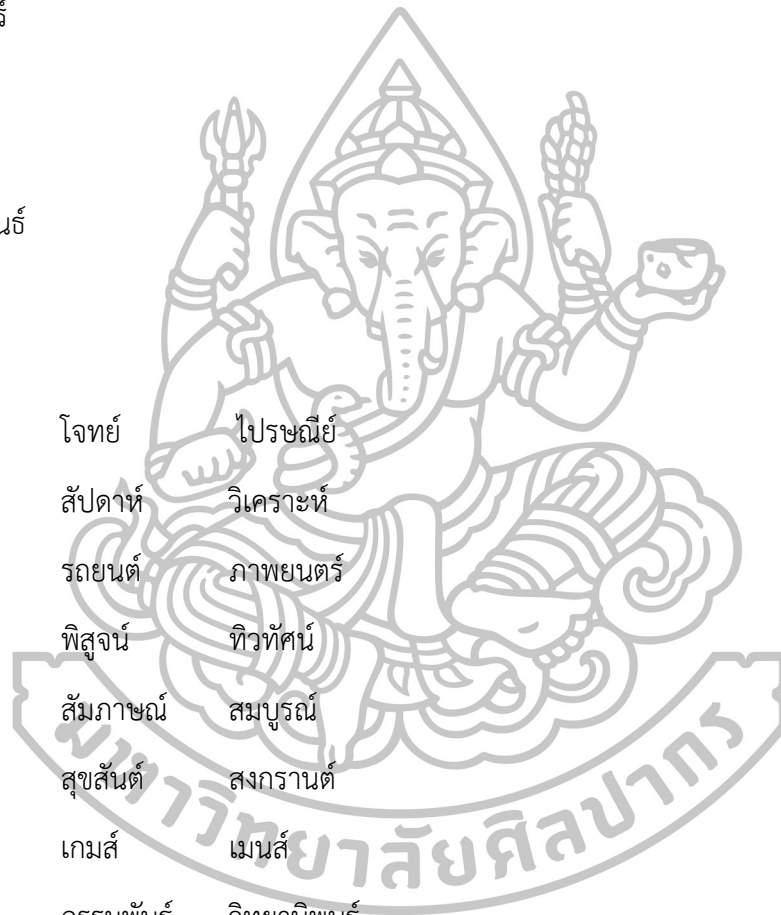 โจทย์ ไปรษณีย์
สัปดาห์ วิเคราะห์
รถยนต์ ภาพยนตร์
พิสูจน์ ทิวทัศน์
สัมภาษณ์ สมบูรณ์
สุขสันต์ สงกรานต์
เกมส์ เมนส์
มหาวิทยาลัยศิลปากร